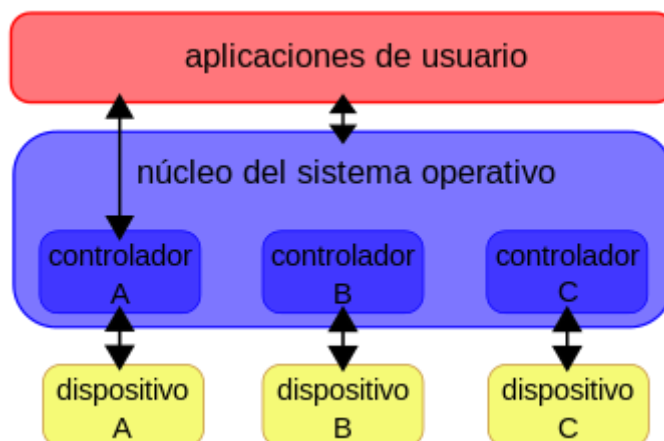 aplicaciones de usuario
núcleo del sistema operativo
controlador
A
controlador
B
controlador
C
dispositivo
A
dispositivo
B
dispositivo
C